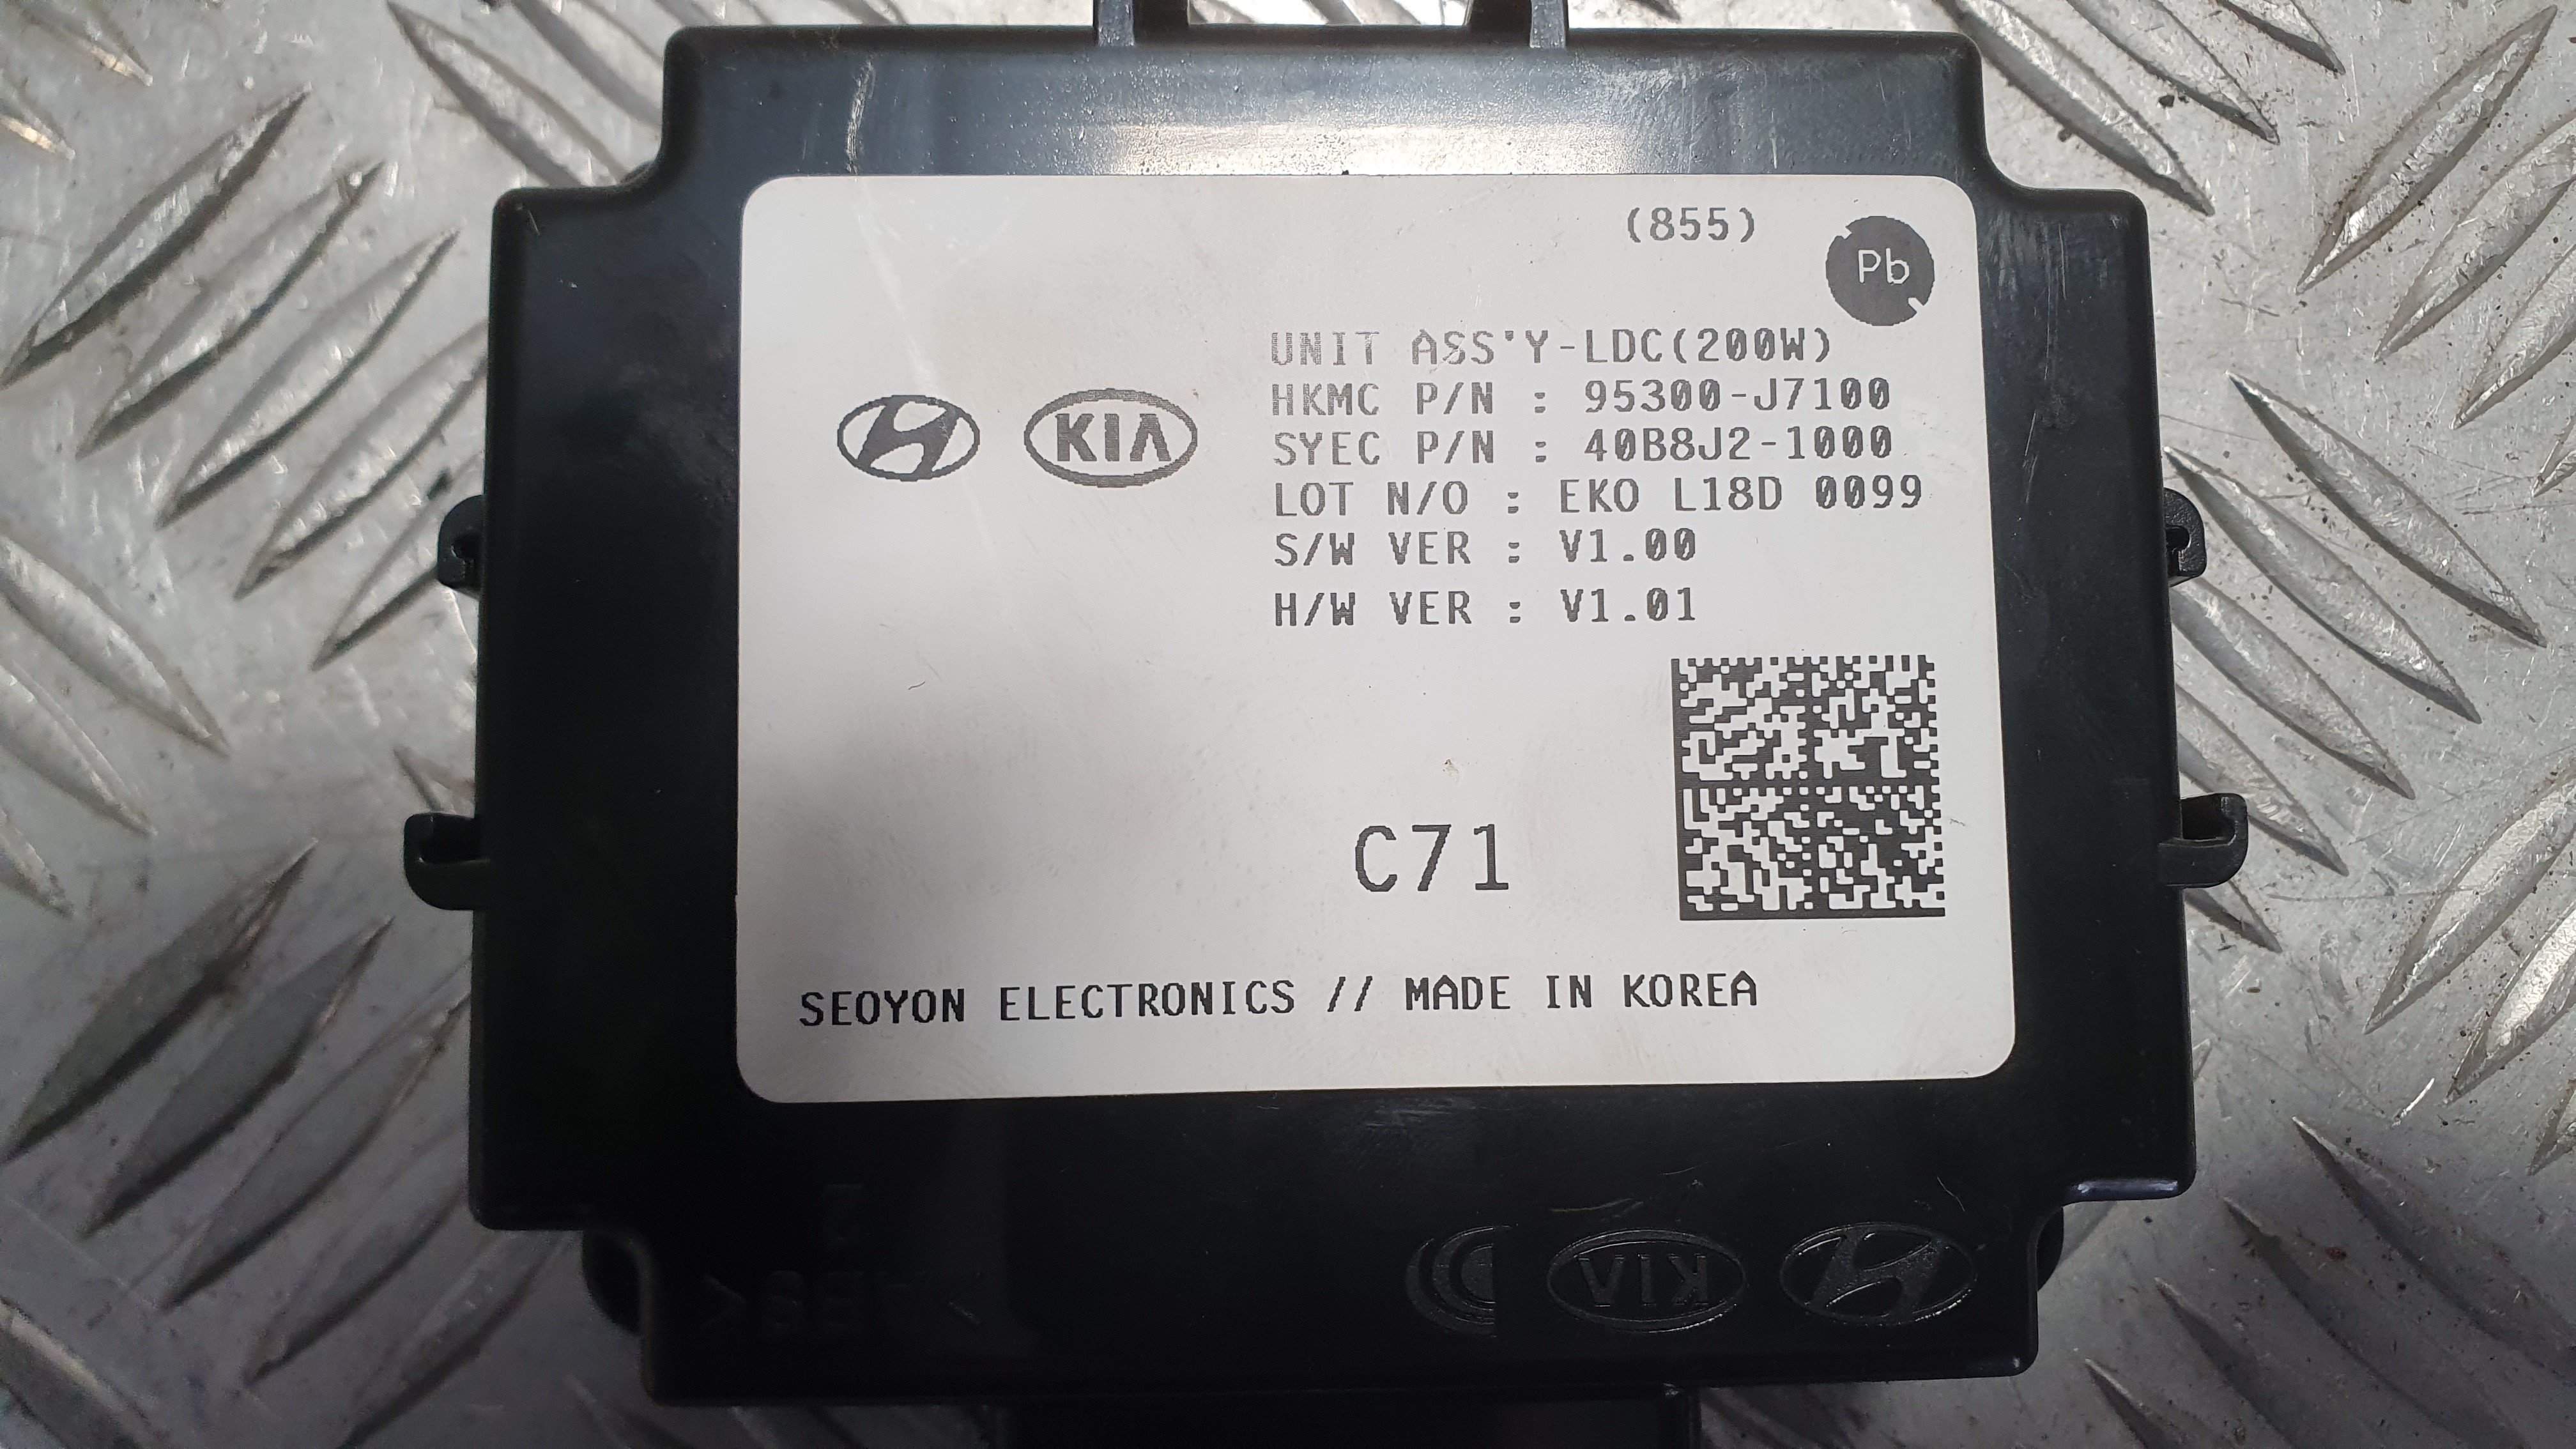 (855)
Pb
UNIT ASS'Y-LDC(200W)
HKMC P/N : 95300-J7100
KIA
SYEC P/N : 40B8J2-1000
LOT N/O : EKO L18D 0099
S/W VER : V1.00
H/W VER : V1.01
C71
SEOYON ELECTRONICS // MADE IN KOREA
KIA